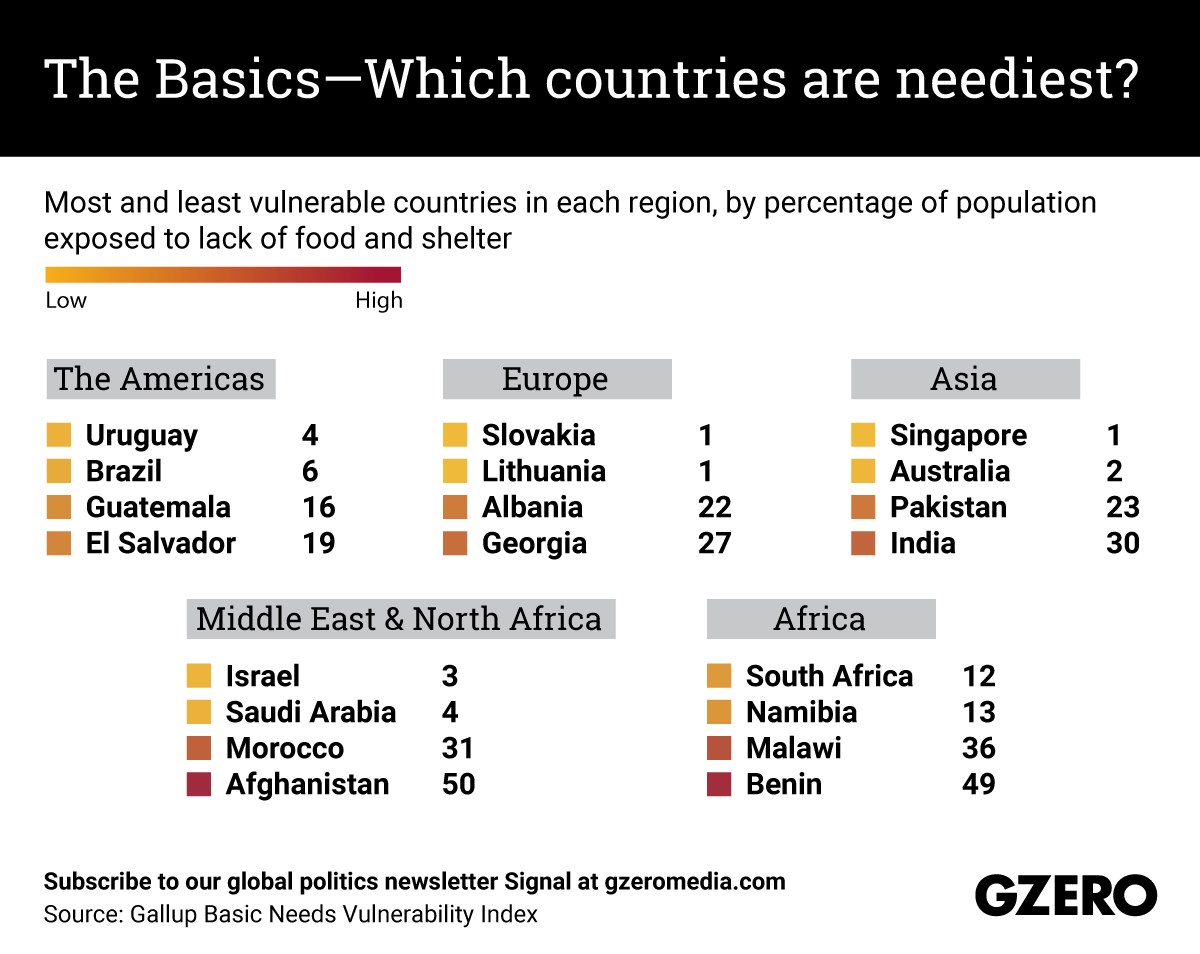 The Basics—Which countries are neediest?
Most and least vulnerable countries in each region, by percentage of population
exposed to lack of food and shelter
Low High
The Americas
Uruguay 4
Brazil 6
Guatemala 16
El Salvador 19
Europe
Slovakia 1
Lithuania 1
Albania 22
Georgia 27
Asia
Singapore 1
Australia 2
Pakistan 23
India 30
Middle East & North Africa
Israel 3
Saudi Arabia 4
Morocco 31
Afghanistan 50
Africa
South Africa 12
Namibia 13
Malawi 36
Benin 49
Subscribe to our global politics newsletter Signal at gzeromedia.com
Source: Gallup Basic Needs Vulnerability Index
GZERO